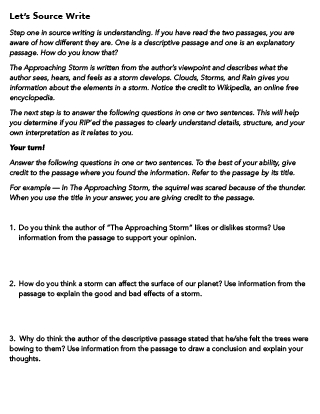 Let's Source Write
Step one in source writing is understanding. If you have read the two passages, you are
aware of how different they are. One is a descriptive passage and one is an explanatory
passage. How do you know that?
The Approaching Storm is written from the author's viewpoint and describes what the
author sees, hears, and feels as a storm develops. Clouds, Storms, and Rain gives you
information about the elements in a storm. Notice the credit to Wikipedia, an online free
encyclopedia.
The next step is to answer the following questions in one or two sentences. This will help
you determine if you RIP'ed the passages to clearly understand details, structure, and your
own interpretation as it relates to you.
Your turn!
Answer the following questions in one or two sentences. To the best of your ability, give
credit to the passage where you found the information. Refer to the passage by its title.
For example — In The Approaching Storm, the squirrel was scared because of the thunder.
When you use the title in your answer, you are giving credit to the passage.
1. Do you think the author of "The Approaching Storm" likes or dislikes storms? Use
information from the passage to support your opinion.
2. How do you think a storm can affect the surface of our planet? Use information from the
passage to explain the good and bad effects of a storm.
3. Why do think the author of the descriptive passage stated that he/she felt the trees were
bowing to them? Use information from the passage to draw a conclusion and explain your
thoughts.